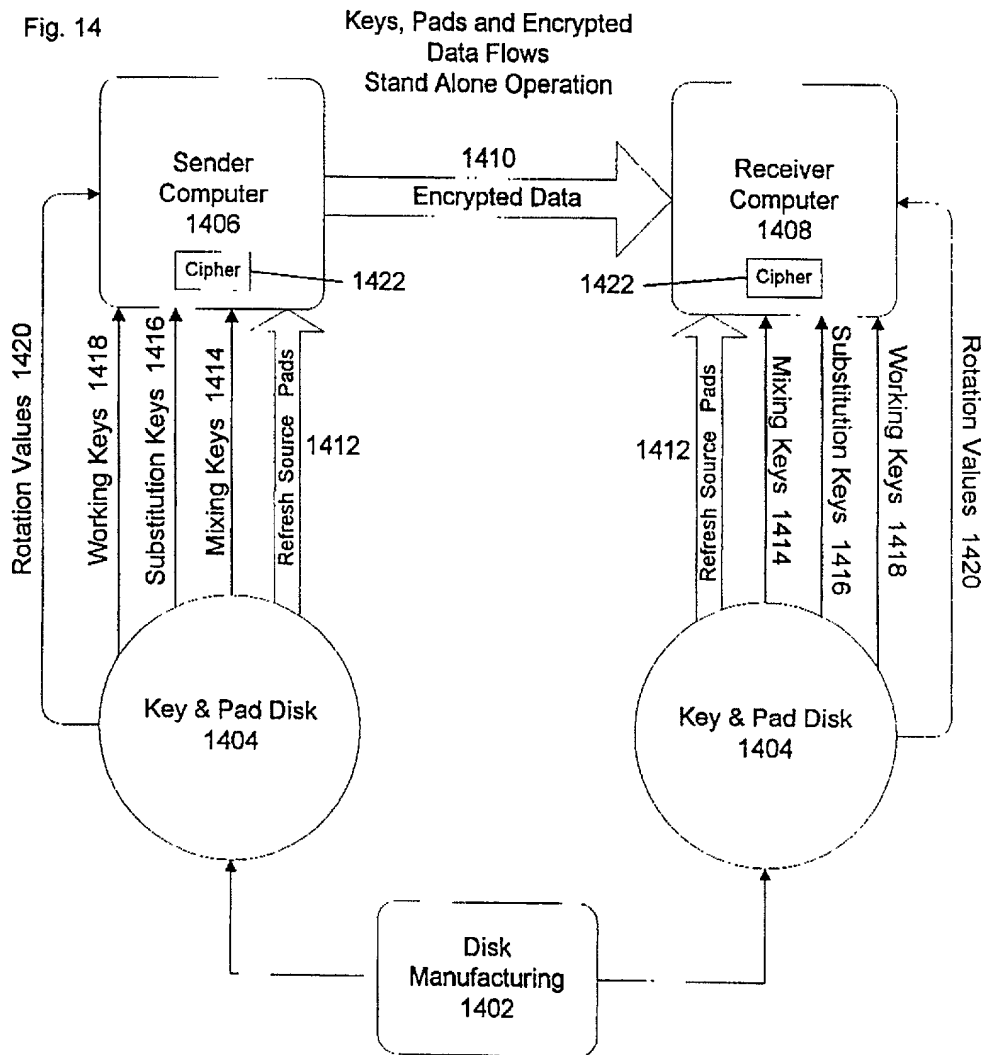 Fig. 14
Keys, Pads and Encrypted
Data Flows
Stand Alone Operation
Sender
Computer
1406
Cipher
1422
1410
Encrypted Data
Receiver
Computer
1408
Cipher
1422
Rotation Values 1420
Working Keys 1418
Substitution Keys 1416
Mixing Keys 1414
Refresh Source Pads
1412
1412
Refresh Source Pads
Mixing Keys 1414
Substitution Keys 1416
Working Keys 1418
Rotation Values 1420
Key & Pad Disk
1404
Key & Pad Disk
1404
Disk
Manufacturing
1402